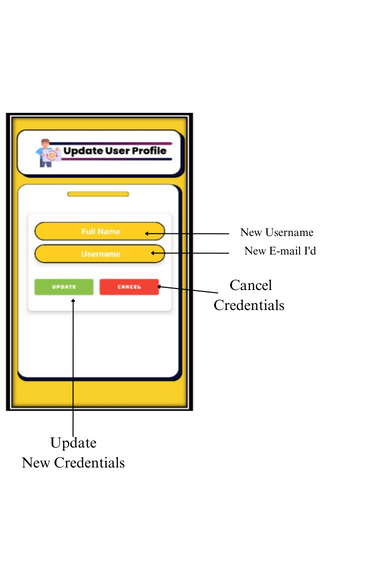 Update User Profile
Full Name
New Username
Username
New E-mail I'd
UPDATE
CANCEL
Cancel
Credentials
Update
New Credentials